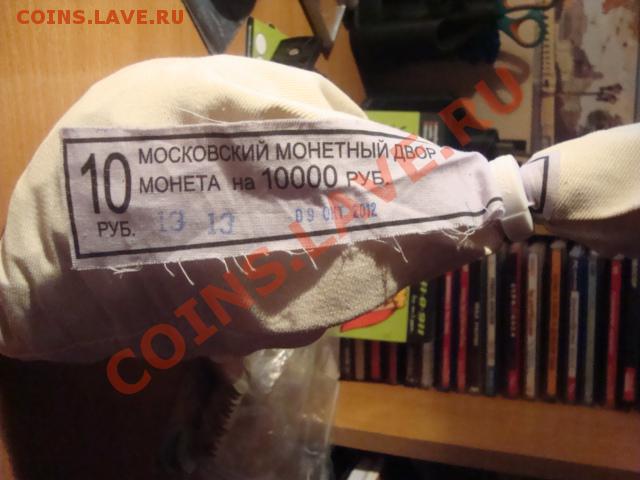 COINS.LAVE.RU
10
РУБ.
МОСКОВСКИЙ МОНЕТНЫЙ ДВОР
МОНЕТА на 10000 РУБ.
13 13 09 ОКТ 2012
COINS.LAVE.RU